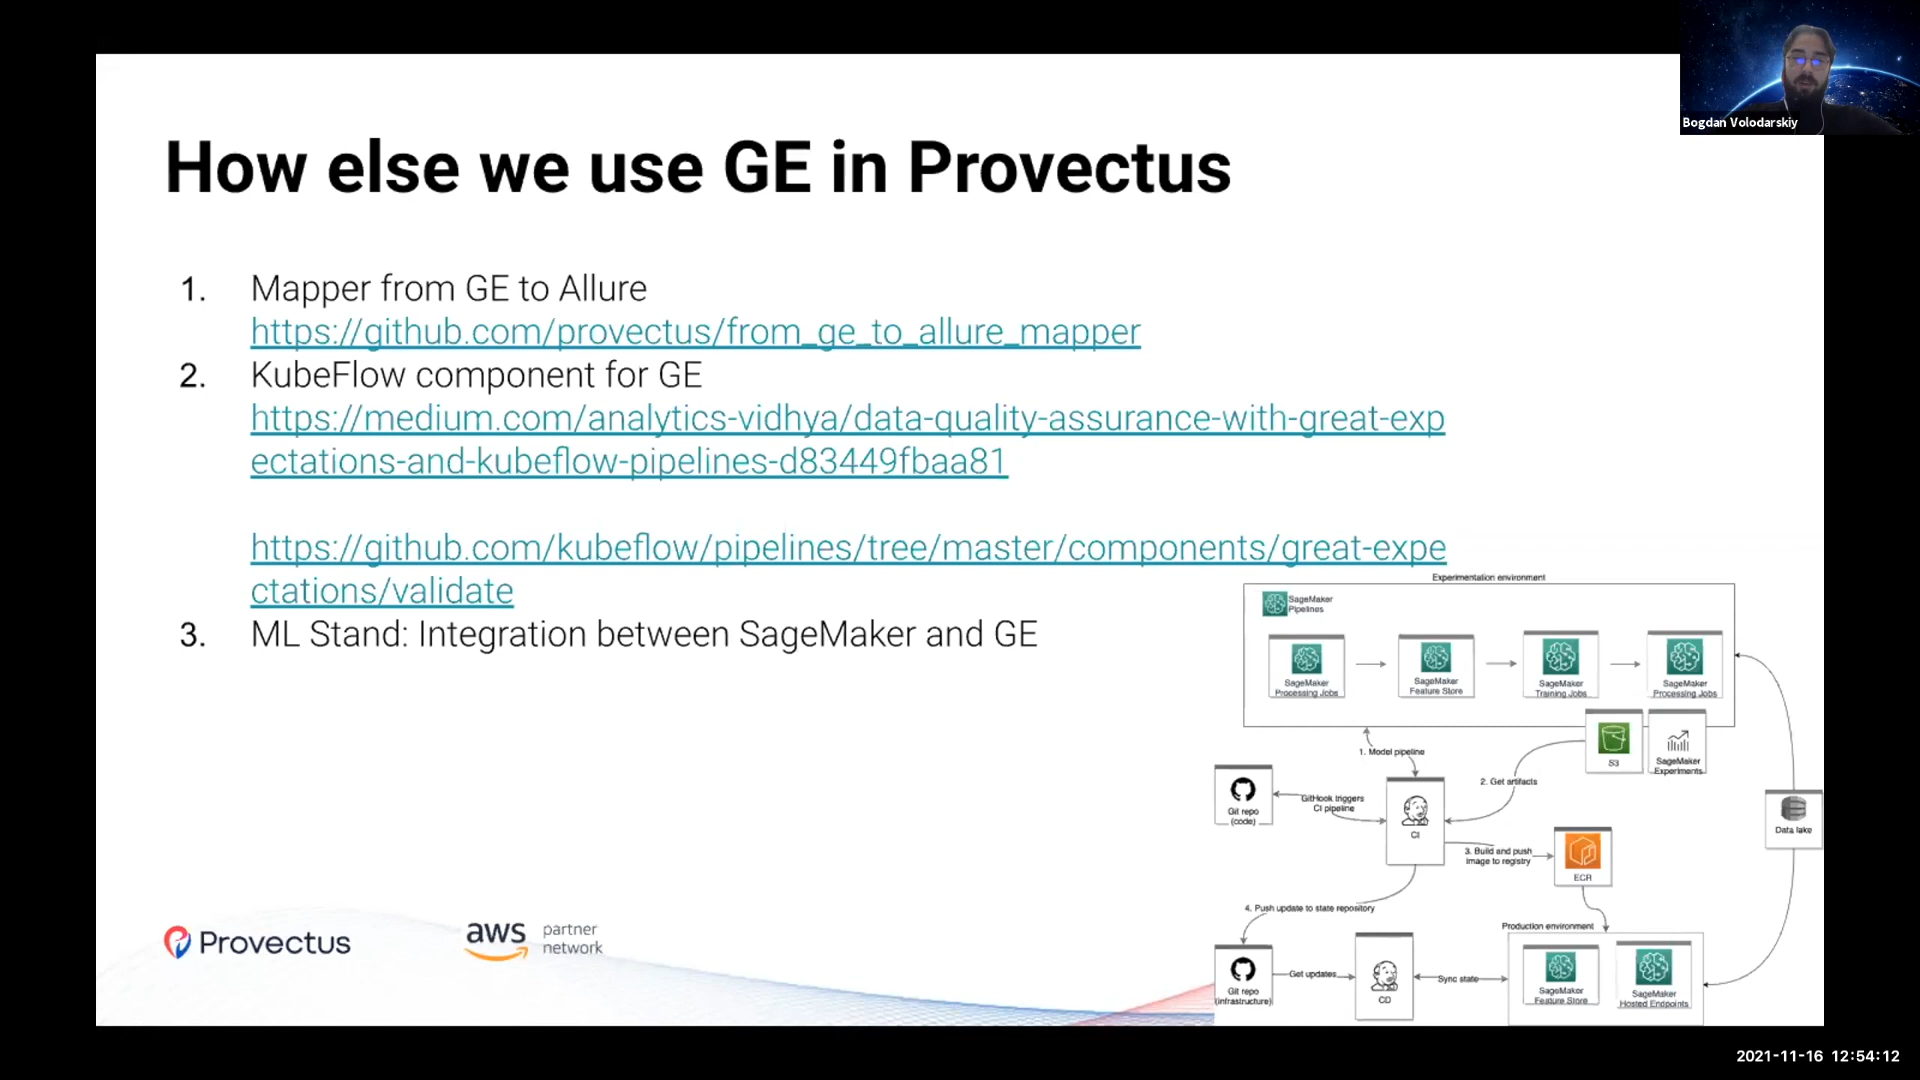 Bogdan Volodarskiy
How else we use GE in Provectus
1. Mapper from GE to Allure
https://github.com/provectus/from_ge_to_allure_mapper
2. KubeFlow component for GE
https://medium.com/analytics-vidhya/data-quality-assurance-with-great-exp
ectations-and-kubeflow-pipelines-d83449fbaa81
https://github.com/kubeflow/pipelines/tree/master/components/great-expe
ctations/validate
3. ML Stand: Integration between SageMaker and GE
Experimentation environment
SageMaker
Pipelines
SageMaker
Processing Jobs
SageMaker
Feature Store
SageMaker
Training Jobs
SageMaker
Processing Jobs
S3
SageMaker
Experiments
1. Model pipeline
2. Get artifacts
Git repo
(code)
GitHook triggers
CI pipeline
CI
Data lake
3. Build and push
image to registry
ECR
4. Push update to state repository
Production environment
Git repo
(infrastructure)
Get updates
CD
Sync state
SageMaker
Feature Store
SageMaker
Hosted Endpoints
Provectus
aws partner
network
2021-11-16 12:54:12